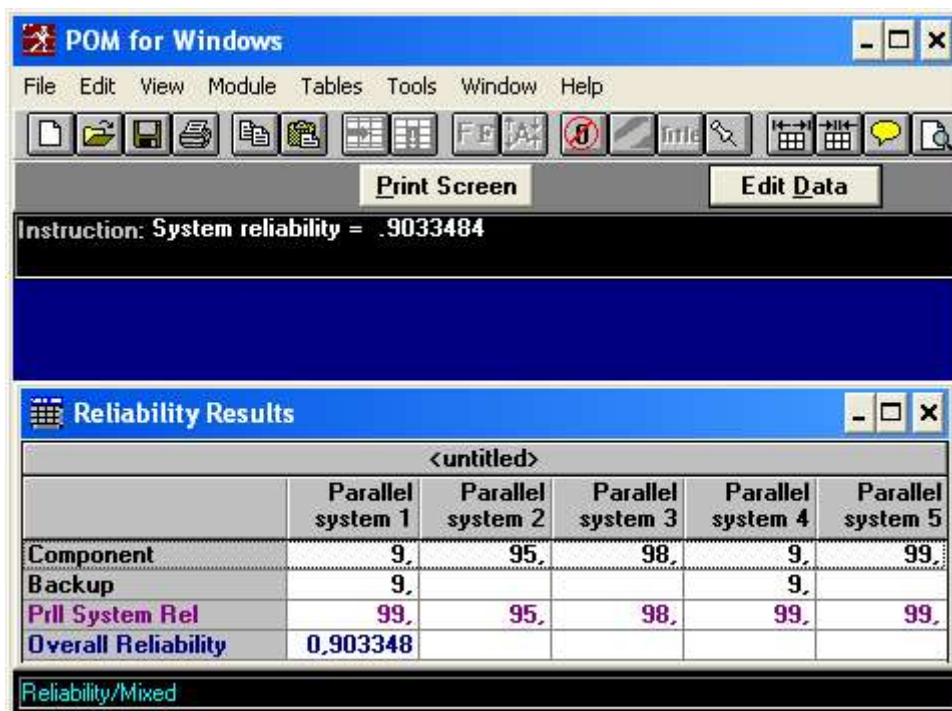 POM for Windows
File Edit View Module Tables Tools Window Help
Print Screen Edit Data
Instruction: System reliability = .9033484
Reliability Results
<untitled>
Parallel system 1 Parallel system 2 Parallel system 3 Parallel system 4 Parallel system 5
Component 9, 95, 98, 9, 99,
Backup 9, 9,
Prll System Rel 99, 95, 98, 99, 99,
Overall Reliability 0,903348
Reliability/Mixed